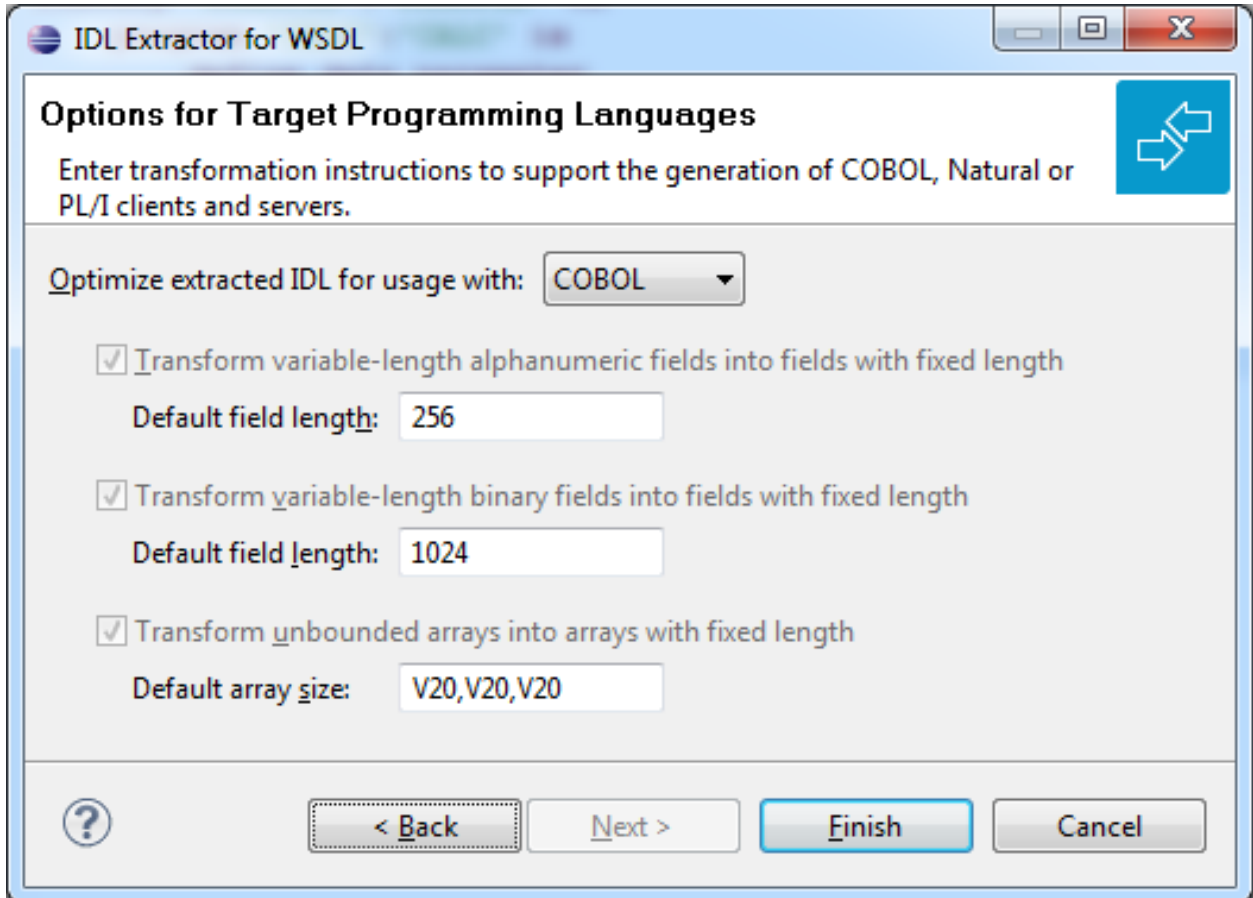 IDL Extractor for WSDL
Options for Target Programming Languages
Enter transformation instructions to support the generation of COBOL, Natural or
PL/I clients and servers.
Optimize extracted IDL for usage with: COBOL
Transform variable-length alphanumeric fields into fields with fixed length
Default field length: 256
Transform variable-length binary fields into fields with fixed length
Default field length: 1024
Transform unbounded arrays into arrays with fixed length
Default array size: V20,V20,V20
? < Back Next > Finish Cancel